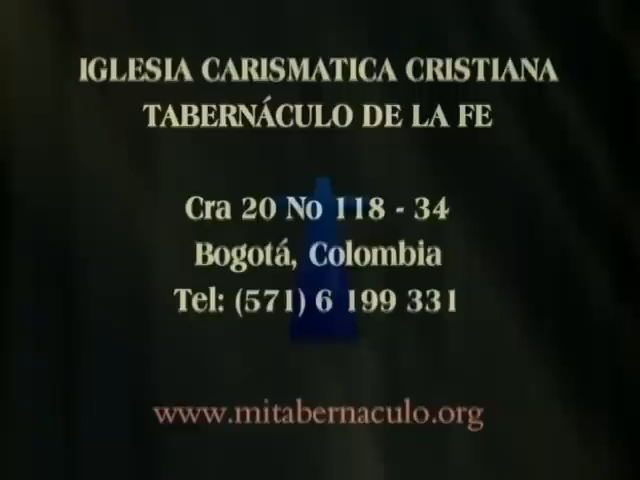 IGLESIA CARISMATICA CRISTIANA
TABERNÁCULO DE LA FE
Cra 20 No 118 - 34
Bogotá, Colombia
Tel: (571) 6 199 331
www.mitabernaculo.org